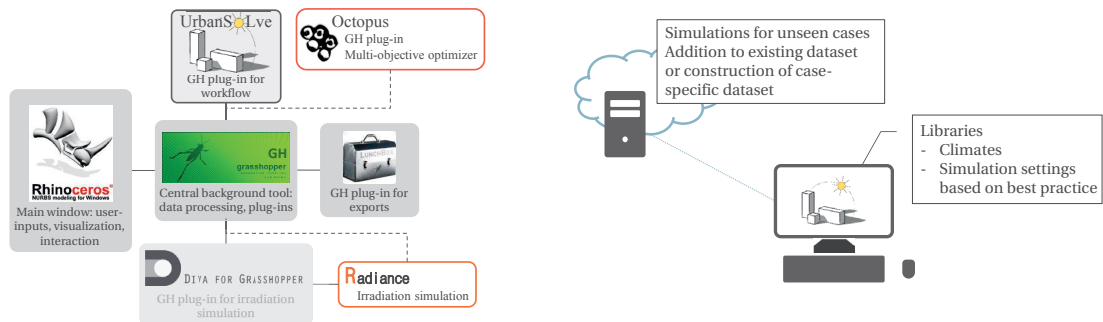 UrbanSOLve
GH plug-in for
workflow
Octopus
GH plug-in
Multi-objective optimizer
Rhinoceros®
NURBS modeling for Windows
Main window: user-
inputs, visualization,
interaction
GH
grasshopper
Central background tool:
data processing, plug-ins
LUNCHBOX
GH plug-in for
exports
DIVA FOR GRASSHOPPER
GH plug-in for irradiation
simulation
Radiance
Irradiation simulation
Simulations for unseen cases
Addition to existing dataset
or construction of case-
specific dataset
Libraries
- Climates
- Simulation settings
based on best practice